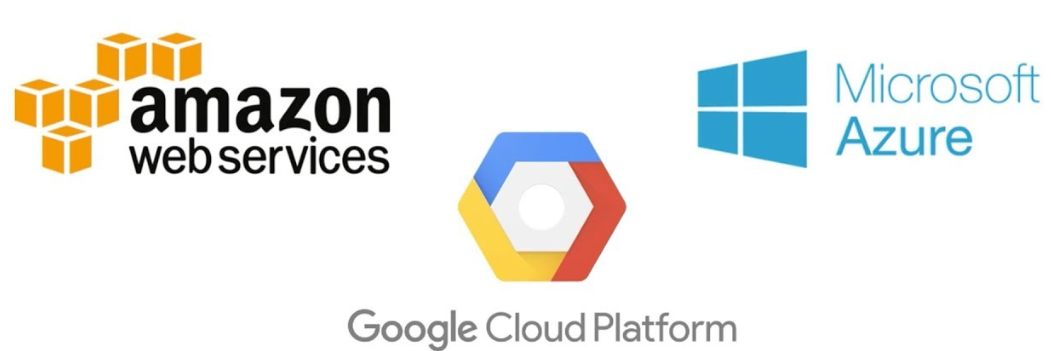 amazon
web services
Microsoft
Azure
Google Cloud Platform